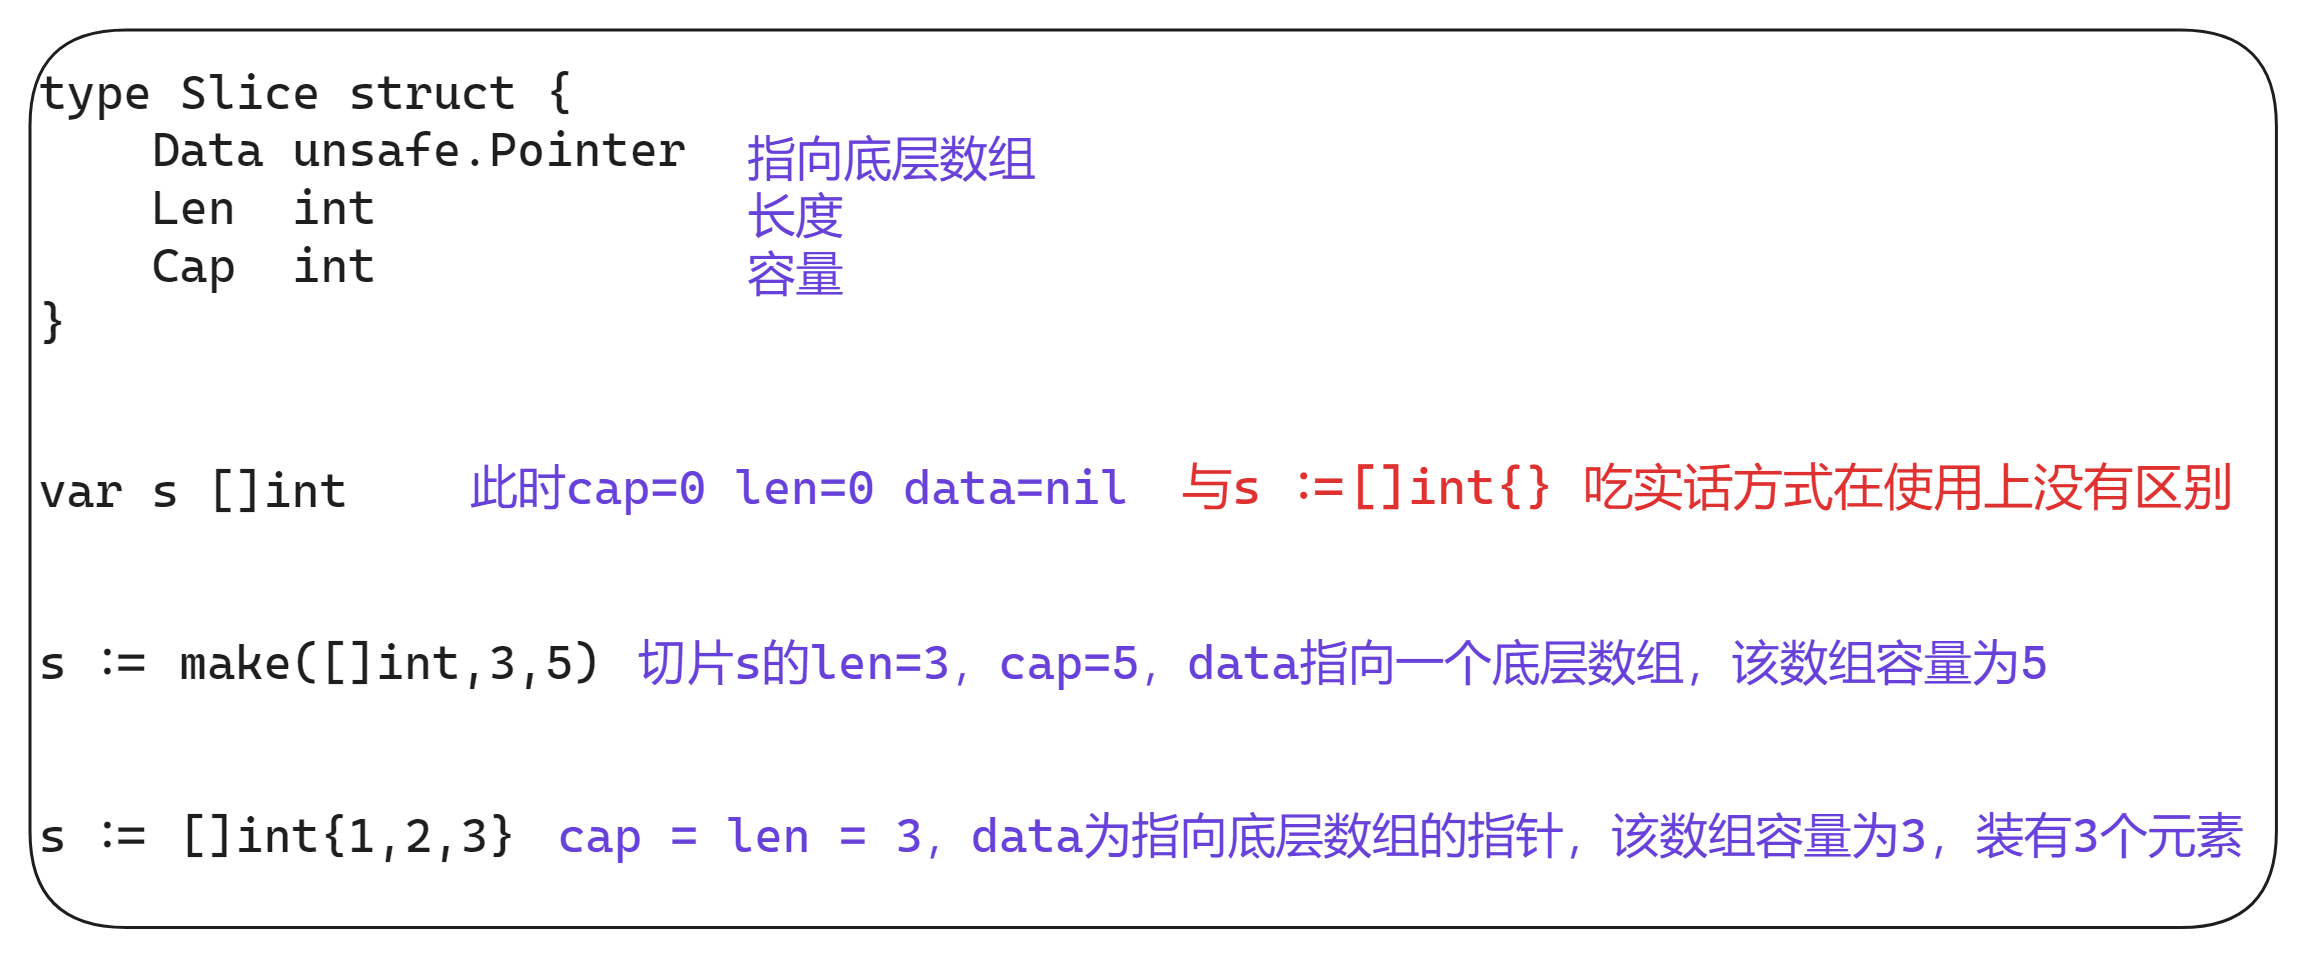 type Slice struct {
    Data unsafe.Pointer 指向底层数组
    Len  int 长度
    Cap  int 容量
}
var s []int 此时cap=0 len=0 data=nil 与s :=[]int{} 吃实话方式在使用上没有区别
s := make([]int,3,5) 切片s的len=3，cap=5，data指向一个底层数组，该数组容量为5
s := []int{1,2,3} cap = len = 3，data为指向底层数组的指针，该数组容量为3，装有3个元素